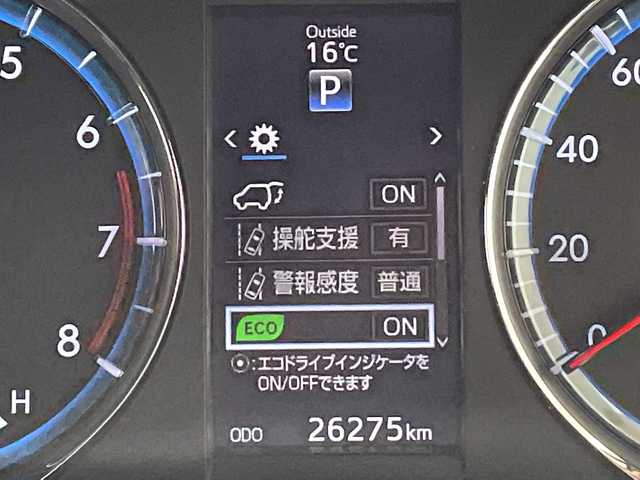 Outside
16℃
P
5
6
7
8
H
ON
操舵支援 有
警報感度 普通
ECO ON
:エコドライブインジケータを
ON/OFFできます
ODO 26275km
60
40
20
0